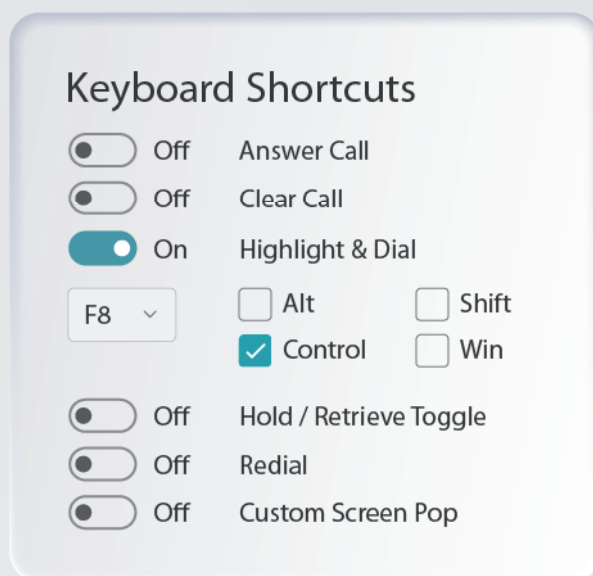 Keyboard Shortcuts
Off Answer Call
Off Clear Call
On Highlight & Dial
F8 Alt Shift
Control Win
Off Hold / Retrieve Toggle
Off Redial
Off Custom Screen Pop